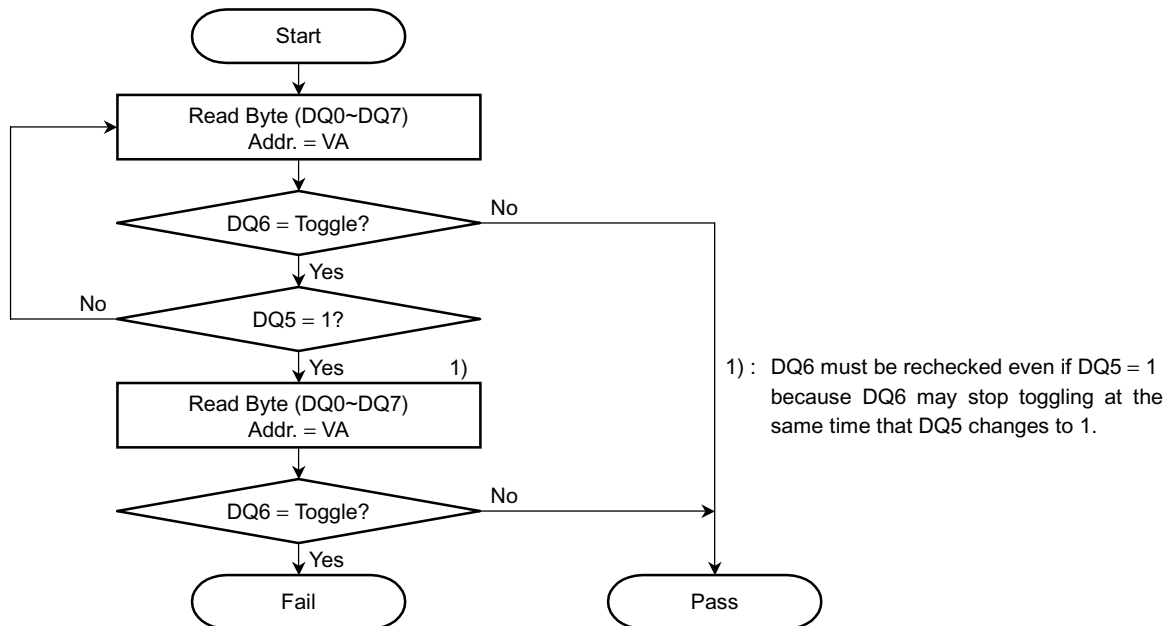 Start
Read Byte (DQ0~DQ7)
Addr. = VA
DQ6 = Toggle?
No
Yes
No
DQ5 = 1?
Yes
1)
Read Byte (DQ0~DQ7)
Addr. = VA
1) : DQ6 must be rechecked even if DQ5 = 1
because DQ6 may stop toggling at the
same time that DQ5 changes to 1.
DQ6 = Toggle?
No
Yes
Fail
Pass